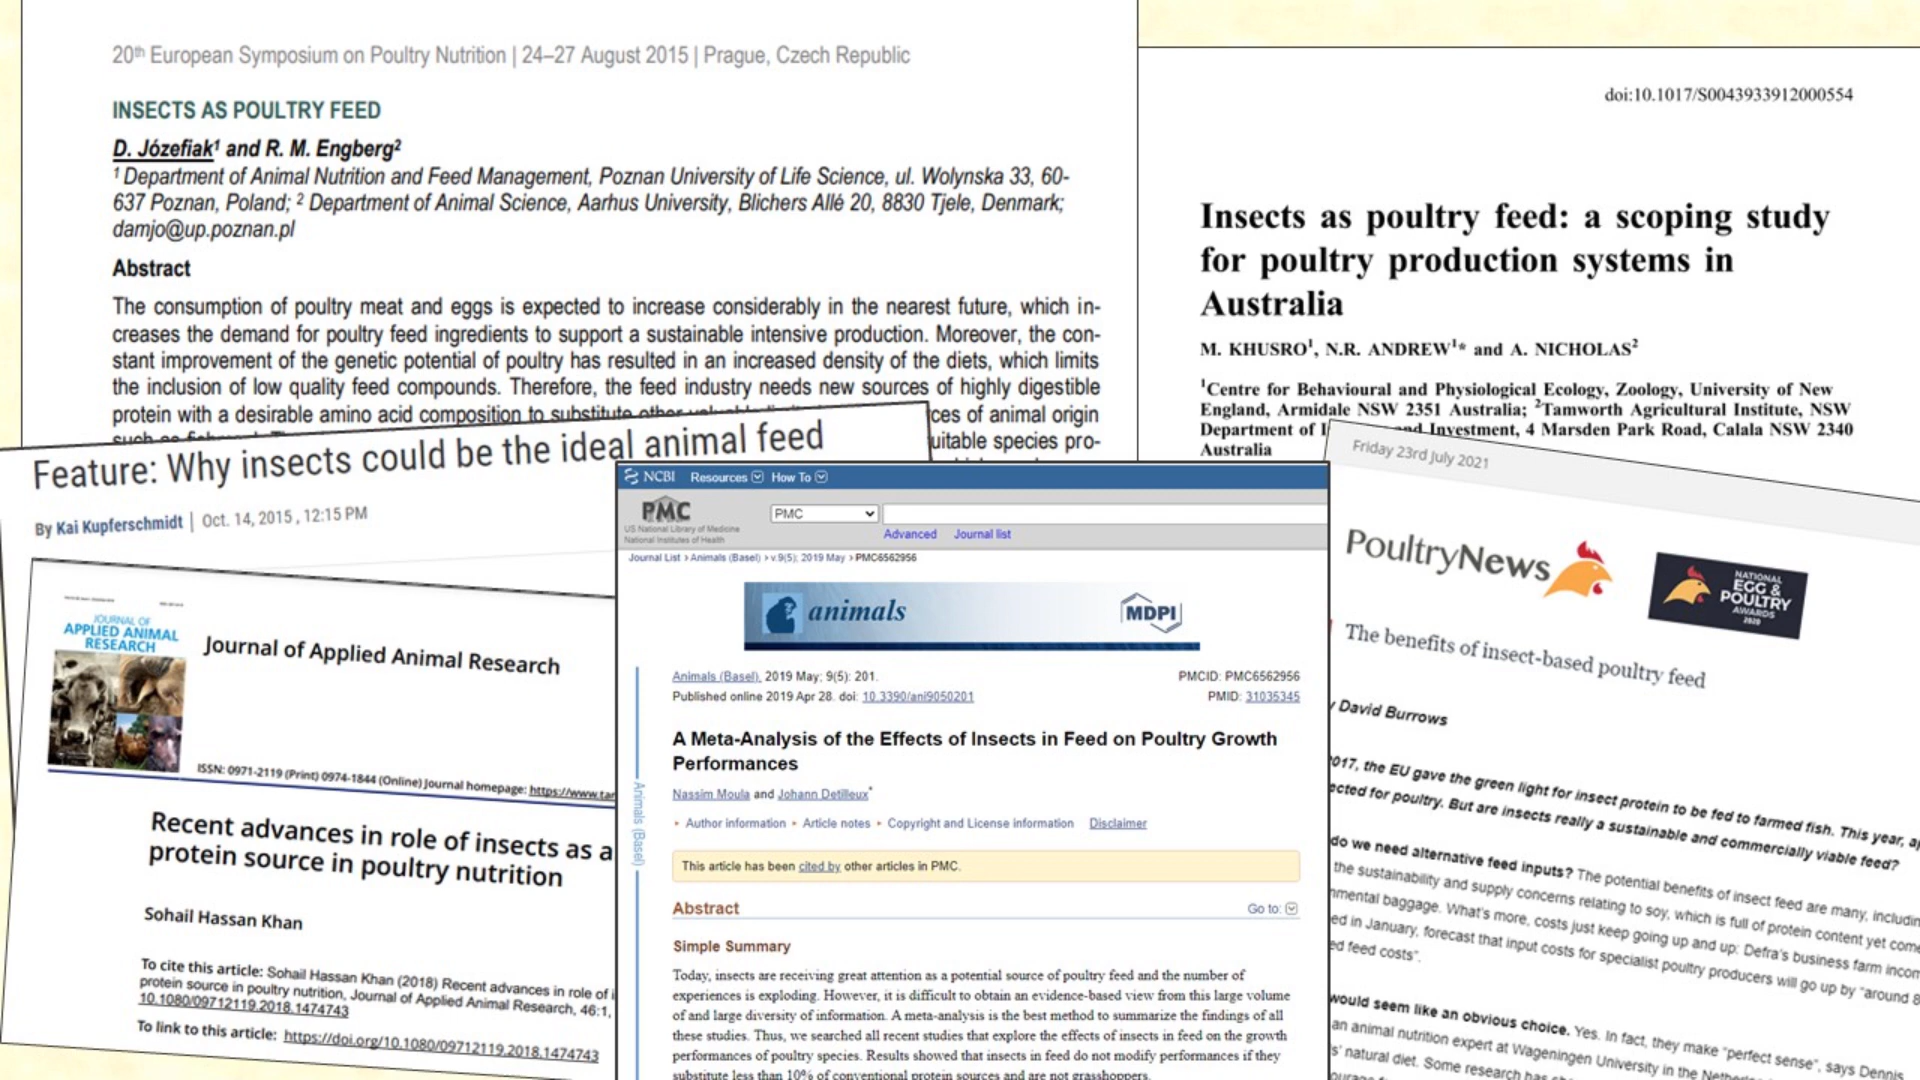 20th European Symposium on Poultry Nutrition | 24–27 August 2015 | Prague, Czech Republic
INSECTS AS POULTRY FEED
D. Józefiak1 and R. M. Engberg2
1 Department of Animal Nutrition and Feed Management, Poznan University of Life Science, ul. Wolynska 33, 60-
637 Poznan, Poland; 2 Department of Animal Science, Aarhus University, Blichers Allé 20, 8830 Tjele, Denmark;
damjo@up.poznan.pl
Abstract
The consumption of poultry meat and eggs is expected to increase considerably in the nearest future, which in-
creases the demand for poultry feed ingredients to support a sustainable intensive production. Moreover, the con-
stant improvement of the genetic potential of poultry has resulted in an increased density of the diets, which limits
the inclusion of low quality feed compounds. Therefore, the feed industry needs new sources of highly digestible
protein with a desirable amino acid composition to substitute other
ces of animal origin
such as
uitable species pro-
doi:10.1017/S0043933912000554
Insects as poultry feed: a scoping study
for poultry production systems in
Australia
M. KHUSRO1, N.R. ANDREW1* and A. NICHOLAS2
1Centre for Behavioural and Physiological Ecology, Zoology, University of New
England, Armidale NSW 2351 Australia; 2Tamworth Agricultural Institute, NSW
Department of I and Investment, 4 Marsden Park Road, Calala NSW 2340
Australia
Feature: Why insects could be the ideal animal feed
By Kai Kupferschmidt | Oct. 14, 2015 , 12:15 PM
JOURNAL OF
APPLIED ANIMAL
RESEARCH
Journal of Applied Animal Research
ISSN: 0971-2119 (Print) 0974-1844 (Online) Journal homepage: https://www.tan
Recent advances in role of insects as a
protein source in poultry nutrition
Sohail Hassan Khan
To cite this article: Sohail Hassan Khan (2018) Recent advances in role of i
protein source in poultry nutrition, Journal of Applied Animal Research, 46:1,
10.1080/09712119.2018.1474743
To link to this article: https://doi.org/10.1080/09712119.2018.1474743
NCBI Resources How To
PMC
US National Library of Medicine
National Institutes of Health
PMC
Advanced Journal list
Journal List > Animals (Basel) > v.9(5); 2019 May > PMC6562956
animals
MDPI
Animals (Basel)
Animals (Basel). 2019 May; 9(5): 201.
PMCID: PMC6562956
Published online 2019 Apr 28. doi: 10.3390/ani9050201
PMID: 31035345
A Meta-Analysis of the Effects of Insects in Feed on Poultry Growth
Performances
Nassim Moula and Johann Detilleux*
Author information Article notes Copyright and License information Disclaimer
This article has been cited by other articles in PMC.
Abstract
Go to:
Simple Summary
Today, insects are receiving great attention as a potential source of poultry feed and the number of
experiences is exploding. However, it is difficult to obtain an evidence-based view from this large volume
of and large diversity of information. A meta-analysis is the best method to summarize the findings of all
these studies. Thus, we searched all recent studies that explore the effects of insects in feed on the growth
performances of poultry species. Results showed that insects in feed do not modify performances if they
substitute less than 10% of conventional protein sources and are not grasshoppers.
Friday 23rd July 2021
PoultryNews
NATIONAL
EGG &
POULTRY
AWARDS
2020
The benefits of insect-based poultry feed
y David Burrows
017, the EU gave the green light for insect protein to be fed to farmed fish. This year, a
ected for poultry. But are insects really a sustainable and commercially viable feed?
do we need alternative feed inputs? The potential benefits of insect feed are many, includin
the sustainability and supply concerns relating to soy, which is full of protein content yet come
nmental baggage. What's more, costs just keep going up and up: Defra's business farm incom
ed in January, forecast that input costs for specialist poultry producers will go up by "around 8
ed feed costs".
would seem like an obvious choice. Yes. In fact, they make "perfect sense", says Dennis
an animal nutrition expert at Wageningen University in the Nether
s' natural diet. Some research has